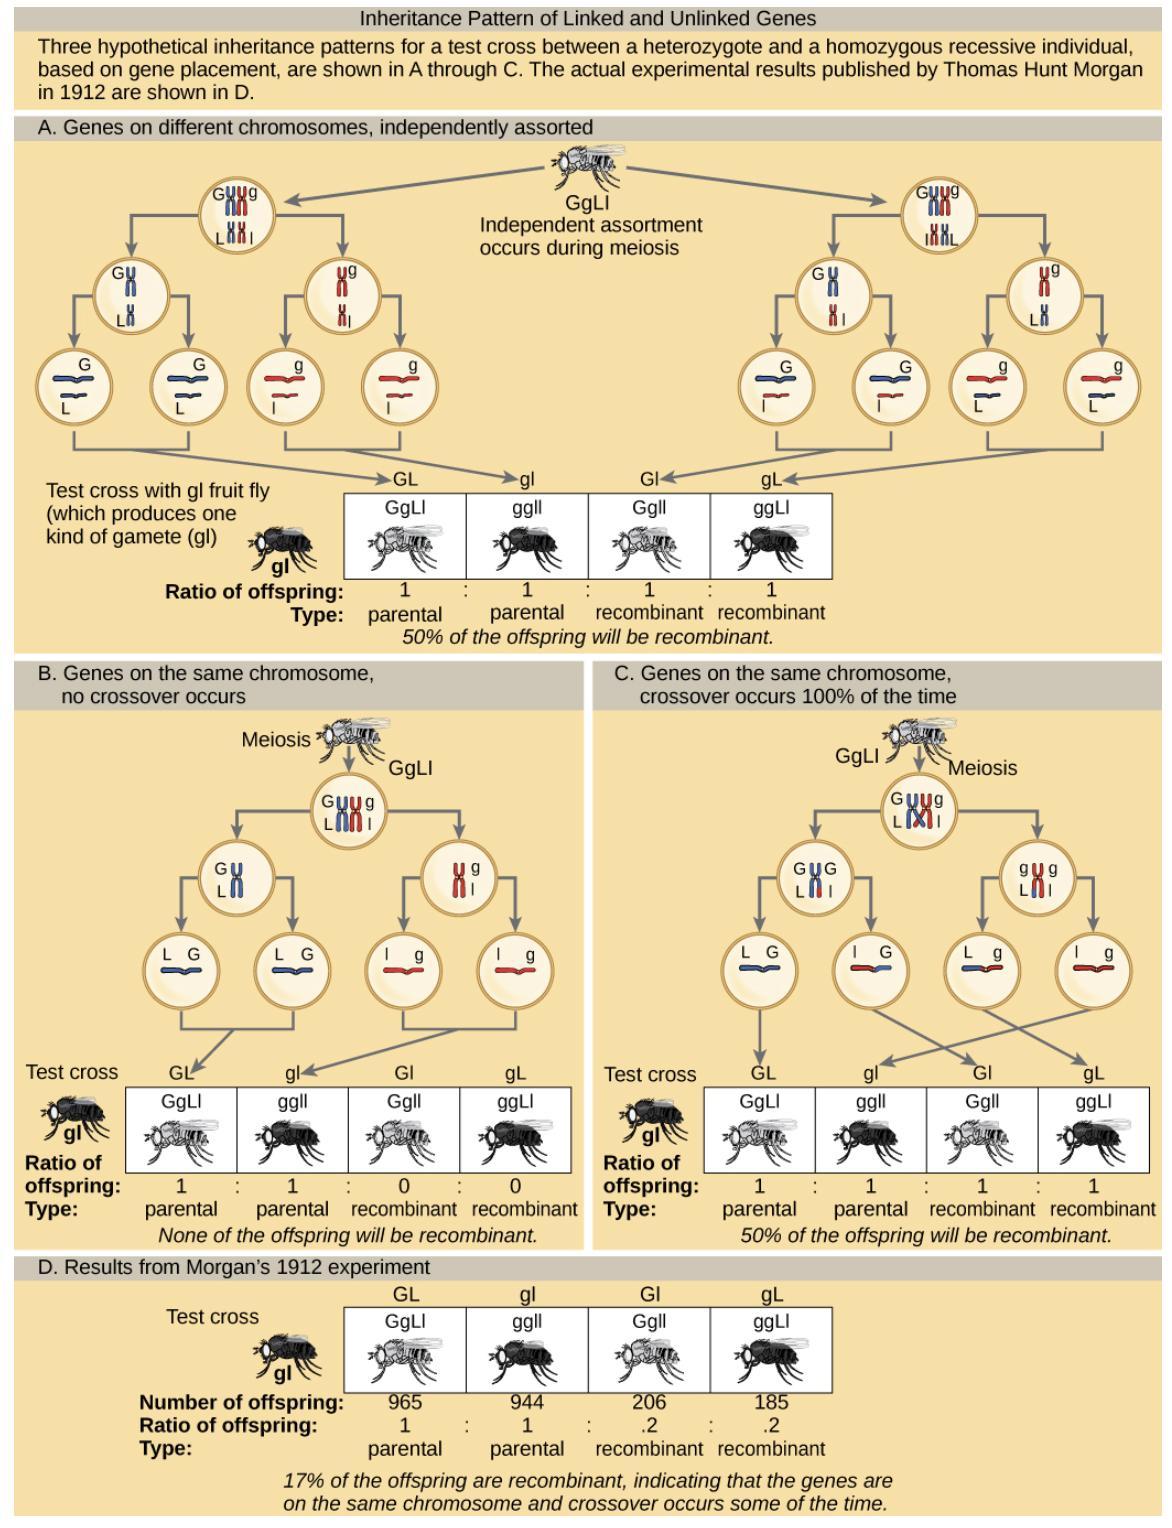 Inheritance Pattern of Linked and Unlinked Genes
Three hypothetical inheritance patterns for a test cross between a heterozygote and a homozygous recessive individual,
based on gene placement, are shown in A through C. The actual experimental results published by Thomas Hunt Morgan
in 1912 are shown in D.
A. Genes on different chromosomes, independently assorted
GgLl
Independent assortment
occurs during meiosis
G g
L l
G g
l L
G
L
g
l
G
l
g
L
G
L
G
L
g
l
g
l
G
l
G
l
g
L
g
L
Test cross with gl fruit fly
(which produces one
kind of gamete (gl)
gl
GL gl Gl gL
GgLl ggll Ggll ggLl
Ratio of offspring: 1 : 1 : 1 : 1
Type: parental parental recombinant recombinant
50% of the offspring will be recombinant.
B. Genes on the same chromosome,
no crossover occurs
Meiosis
GgLl
G g
L l
G
L
g
l
L G
L G
l g
l g
Test cross
GL gl Gl gL
GgLl ggll Ggll ggLl
gl
Ratio of
offspring: 1 : 1 : 0 : 0
Type: parental parental recombinant recombinant
None of the offspring will be recombinant.
C. Genes on the same chromosome,
crossover occurs 100% of the time
GgLl
Meiosis
G g
L l
G G
L l
g g
L l
L G
l G
L g
l g
Test cross
GL gl Gl gL
GgLl ggll Ggll ggLl
gl
Ratio of
offspring: 1 : 1 : 1 : 1
Type: parental parental recombinant recombinant
50% of the offspring will be recombinant.
D. Results from Morgan's 1912 experiment
GL gl Gl gL
Test cross
GgLl ggll Ggll ggLl
gl
Number of offspring: 965 944 206 185
Ratio of offspring: 1 : 1 : .2 : .2
Type: parental parental recombinant recombinant
17% of the offspring are recombinant, indicating that the genes are
on the same chromosome and crossover occurs some of the time.